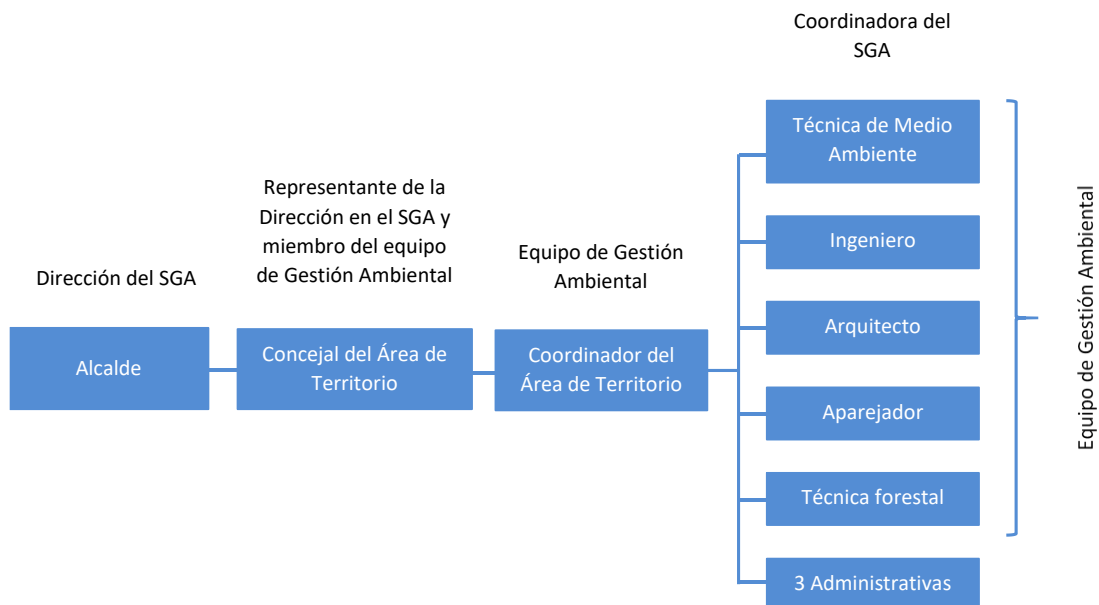 Coordinadora del
SGA
Técnica de Medio
Ambiente
Representante de la
Dirección en el SGA y
miembro del equipo
de Gestión Ambiental
Ingeniero
Equipo de Gestión
Ambiental
Dirección del SGA
Alcalde
Concejal del Área de
Territorio
Coordinador del
Área de Territorio
Arquitecto
Aparejador
Técnica forestal
3 Administrativas
Equipo de Gestión Ambiental